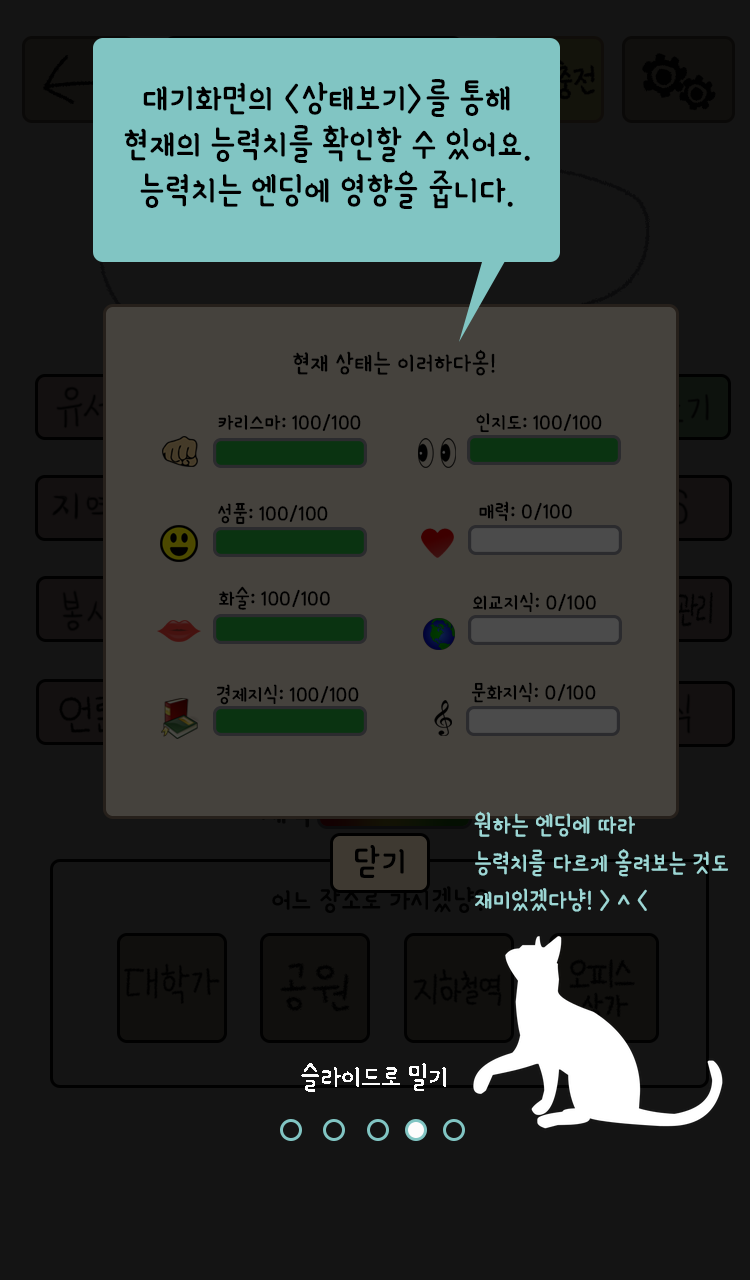 충전
대기화면의 <상태보기>를 통해
현재의 능력치를 확인할 수 있어요.
능력치는 엔딩에 영향을 줍니다.
현재 상태는 이러하다옹!
카리스마: 100/100
인지도: 100/100
성품: 100/100
매력: 0/100
화술: 100/100
외교지식: 0/100
경제지식: 100/100
문화지식: 0/100
기
관리
식
원하는 엔딩에 따라
능력치를 다르게 올려보는 것도
재미있겠다냥! > ^ <
닫기
어느 장소로 가시겠냥
대학가
공원
지하철역
오피스
상가
슬라이드로 밀기